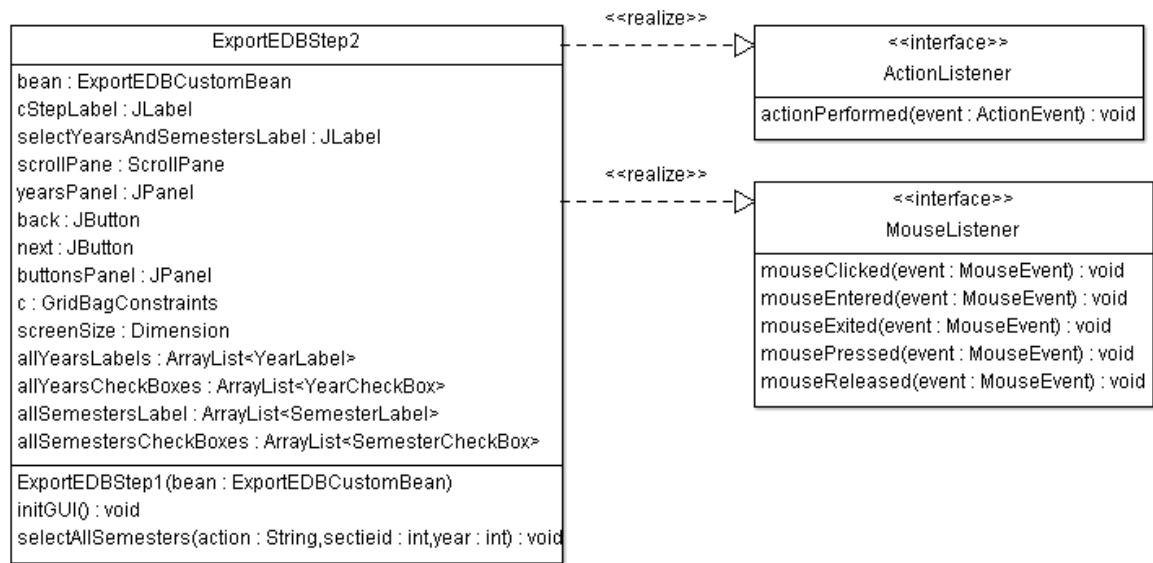 ExportEDBStep2
bean : ExportEDBCustomBean
cStepLabel : JLabel
selectYearsAndSemestersLabel : JLabel
scrollPane : ScrollPane
yearsPanel : JPanel
back : JButton
next : JButton
buttonsPanel : JPanel
c : GridBagConstraints
screenSize : Dimension
allYearsLabels : ArrayList<YearLabel>
allYearsCheckBoxes : ArrayList<YearCheckBox>
allSemestersLabel : ArrayList<SemesterLabel>
allSemestersCheckBoxes : ArrayList<SemesterCheckBox>
ExportEDBStep1(bean : ExportEDBCustomBean)
initGUI() : void
selectAllSemesters(action : String,sectieid : int,year : int) : void
<<realize>>
<<interface>>
ActionListener
actionPerformed(event : ActionEvent) : void
<<realize>>
<<interface>>
MouseListener
mouseClicked(event : MouseEvent) : void
mouseEntered(event : MouseEvent) : void
mouseExited(event : MouseEvent) : void
mousePressed(event : MouseEvent) : void
mouseReleased(event : MouseEvent) : void